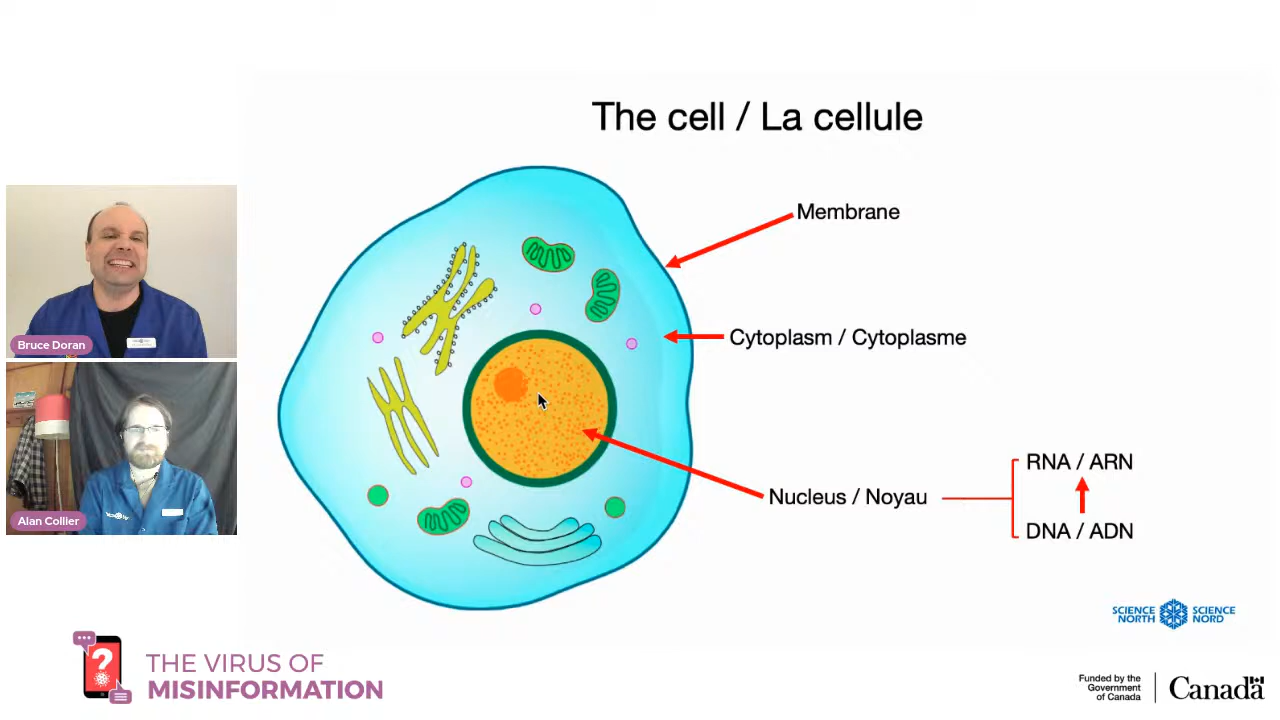 The cell / La cellule
Membrane
Cytoplasm / Cytoplasme
Nucleus / Noyau
RNA / ARN
DNA / ADN
Bruce Doran
Alan Collier
SCIENCE NORTH
SCIENCE NORD
?
THE VIRUS OF
MISINFORMATION
Funded by the
Government
of Canada
Canada